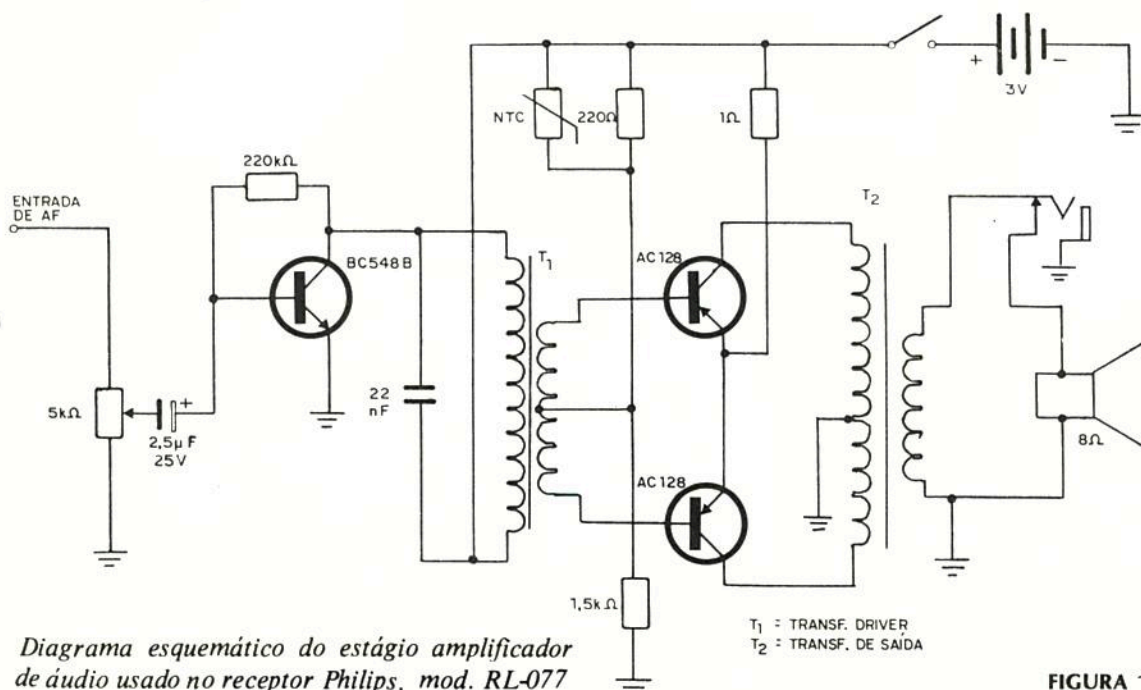 NTC
220Ω
1Ω
+
-
3V
220kΩ
ENTRADA
DE AF
BC548B
T1
AC128
T2
5kΩ
+
2,5µF
25V
22
nF
8Ω
AC128
1,5kΩ
T1 = TRANSF. DRIVER
T2 = TRANSF. DE SAÍDA
Diagrama esquemático do estágio amplificador
de áudio usado no receptor Philips, mod. RL-077
FIGURA